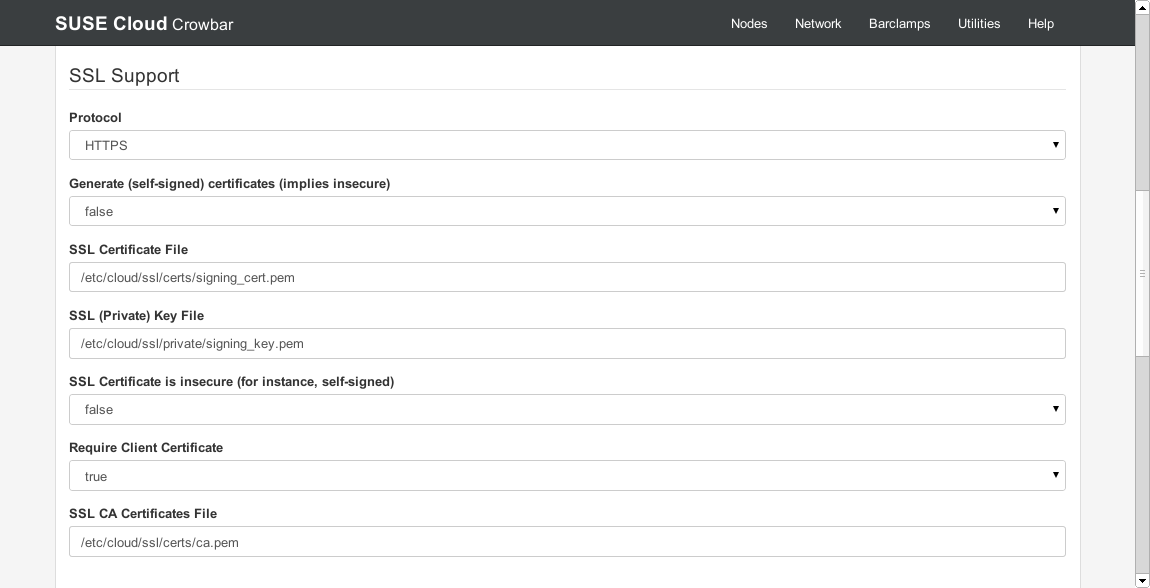 SUSE Cloud Crowbar Nodes Network Barclamps Utilities Help
SSL Support
Protocol
HTTPS
Generate (self-signed) certificates (implies insecure)
false
SSL Certificate File
/etc/cloud/ssl/certs/signing_cert.pem
SSL (Private) Key File
/etc/cloud/ssl/private/signing_key.pem
SSL Certificate is insecure (for instance, self-signed)
false
Require Client Certificate
true
SSL CA Certificates File
/etc/cloud/ssl/certs/ca.pem